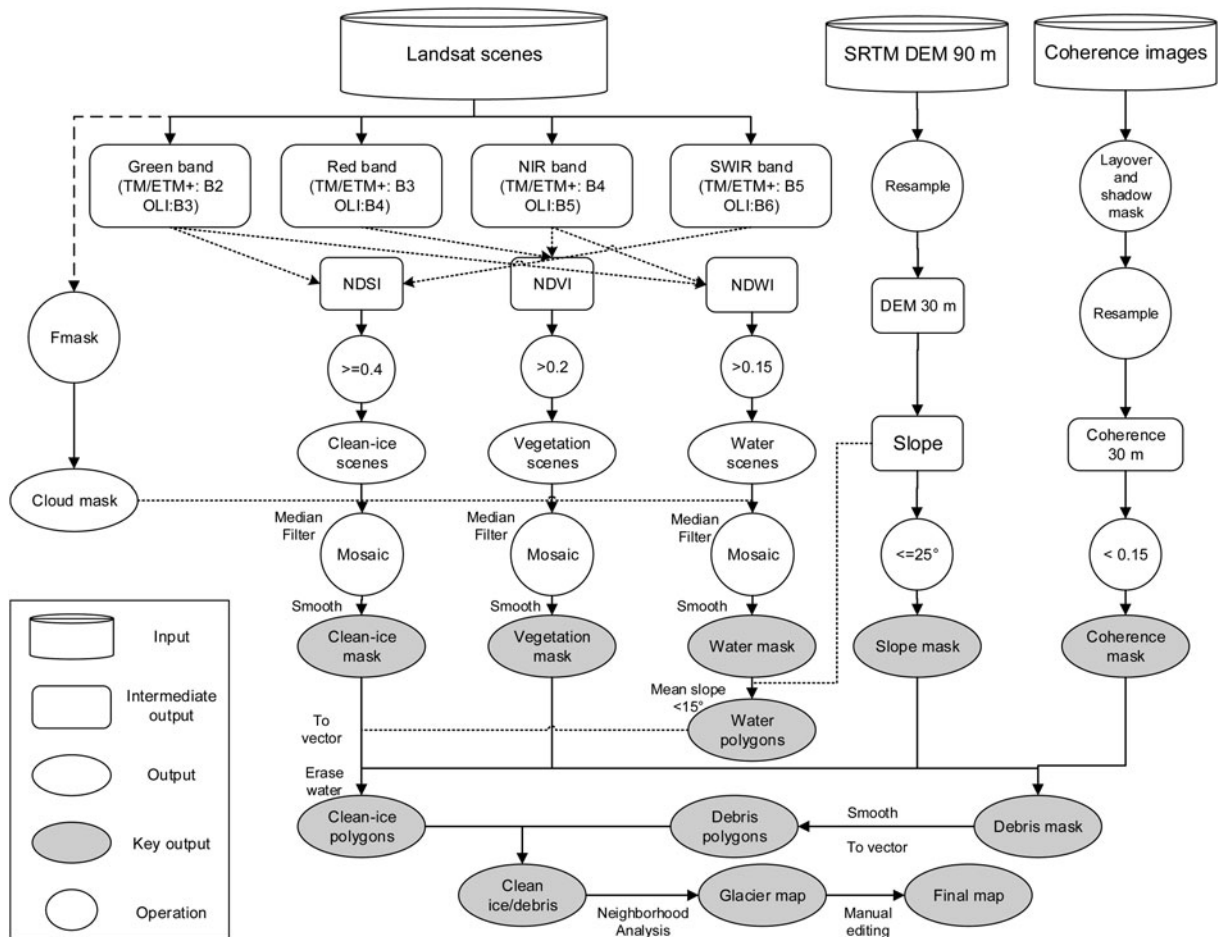 Landsat scenes
SRTM DEM 90 m
Coherence images
Green band
(TM/ETM+: B2
OLI:B3)
Red band
(TM/ETM+: B3
OLI:B4)
NIR band
(TM/ETM+: B4
OLI:B5)
SWIR band
(TM/ETM+: B5
OLI:B6)
Resample
Layover
and
shadow
mask
NDSI
NDVI
NDWI
DEM 30 m
Resample
Fmask
>=0.4
>0.2
>0.15
Clean-ice
scenes
Vegetation
scenes
Water
scenes
Slope
Coherence
30 m
Cloud mask
Median
Filter
Mosaic
Median
Filter
Mosaic
Median
Filter
Mosaic
<=25°
< 0.15
Smooth
Smooth
Smooth
Clean-ice
mask
Vegetation
mask
Water mask
Slope mask
Coherence
mask
Mean slope
<15°
Water
polygons
To
vector
Erase
water
Clean-ice
polygons
Debris
polygons
Smooth
To vector
Debris mask
Clean
ice/debris
Neighborhood
Analysis
Glacier map
Manual
editing
Final map
Input
Intermediate
output
Output
Key output
Operation